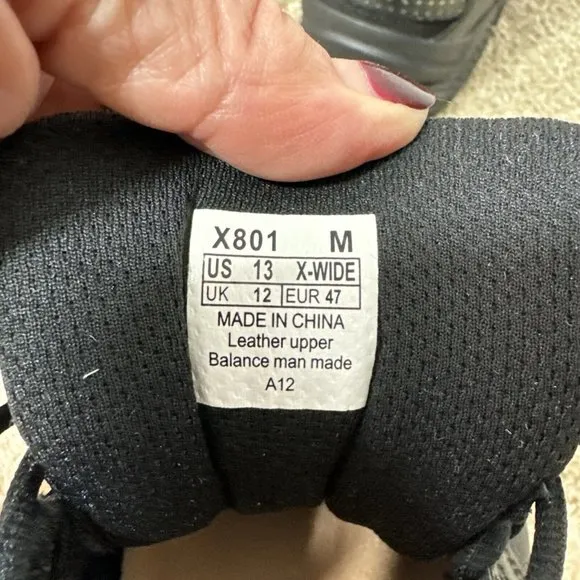 X801 M
US 13 X-WIDE
UK 12 EUR 47
MADE IN CHINA
Leather upper
Balance man made
A12